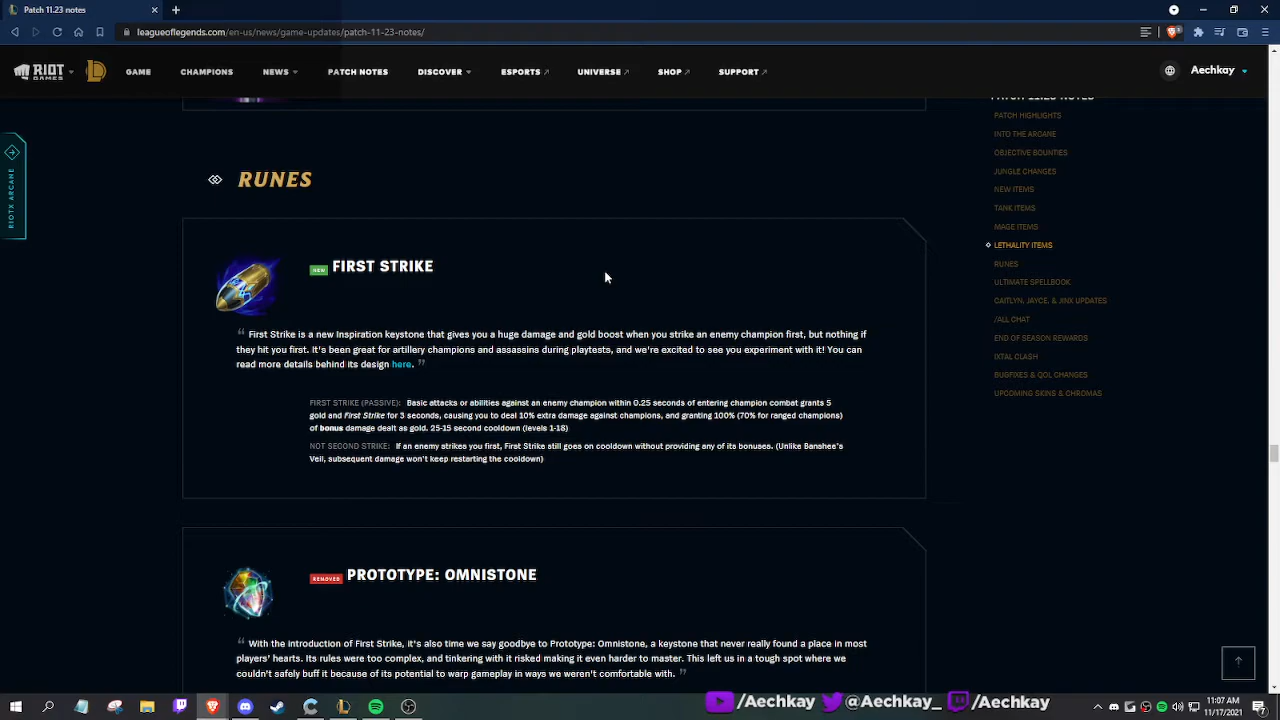 Patch 11.23 notes
leagueoflegends.com/en-us/news/game-updates/patch-11-23-notes/
RIOT GAMES
GAME
CHAMPIONS
NEWS
PATCH NOTES
DISCOVER
ESPORTS
UNIVERSE
SHOP
SUPPORT
Aechkay
RIOTX ARCANE
RUNES
NEW FIRST STRIKE
“ First Strike is a new Inspiration keystone that gives you a huge damage and gold boost when you strike an enemy champion first, but nothing if
they hit you first. It's been great for artillery champions and assassins during playtests, and we're excited to see you experiment with it! You can
read more details behind its design here. ”
FIRST STRIKE (PASSIVE): Basic attacks or abilities against an enemy champion within 0.25 seconds of entering champion combat grants 5
gold and First Strike for 3 seconds, causing you to deal 10% extra damage against champions, and granting 100% (70% for ranged champions)
of bonus damage dealt as gold. 25-15 second cooldown (levels 1-18)
NOT SECOND STRIKE: If an enemy strikes you first, First Strike still goes on cooldown without providing any of its bonuses. (Unlike Banshee's
Veil, subsequent damage won't keep restarting the cooldown)
REMOVED PROTOTYPE: OMNISTONE
“ With the introduction of First Strike, it's also time we say goodbye to Prototype: Omnistone, a keystone that never really found a place in most
players' hearts. Its rules were too complex, and tinkering with it risked making it even harder to master. This left us in a tough spot where we
couldn't safely buff it because of its potential to warp gameplay in ways we weren't comfortable with. ”
PATCH 11.23 NOTES
PATCH HIGHLIGHTS
INTO THE ARCANE
OBJECTIVE BOUNTIES
JUNGLE CHANGES
NEW ITEMS
TANK ITEMS
MAGE ITEMS
LETHALITY ITEMS
RUNES
ULTIMATE SPELLBOOK
CAITLYN, JAYCE, & JINX UPDATES
/ALL CHAT
END OF SEASON REWARDS
IXTAL CLASH
BUGFIXES & QOL CHANGES
UPCOMING SKINS & CHROMAS
/Aechkay
@Aechkay_
/Aechkay
11:07 AM
11/17/2021